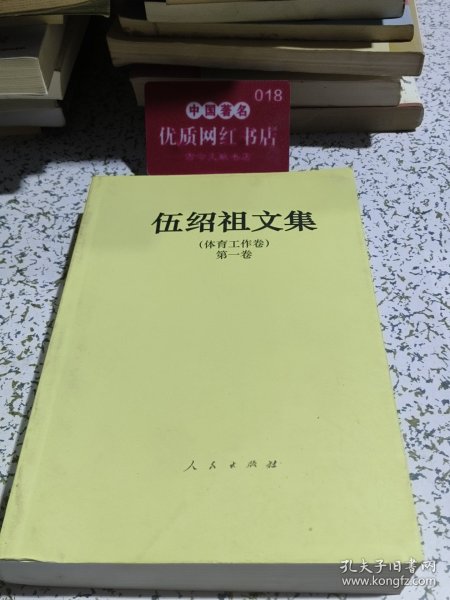 018
中国著名
优质网红书店
伍绍祖文集
(体育工作卷)
第一卷
人民出版社
孔夫子旧书网
www.kongfz.com